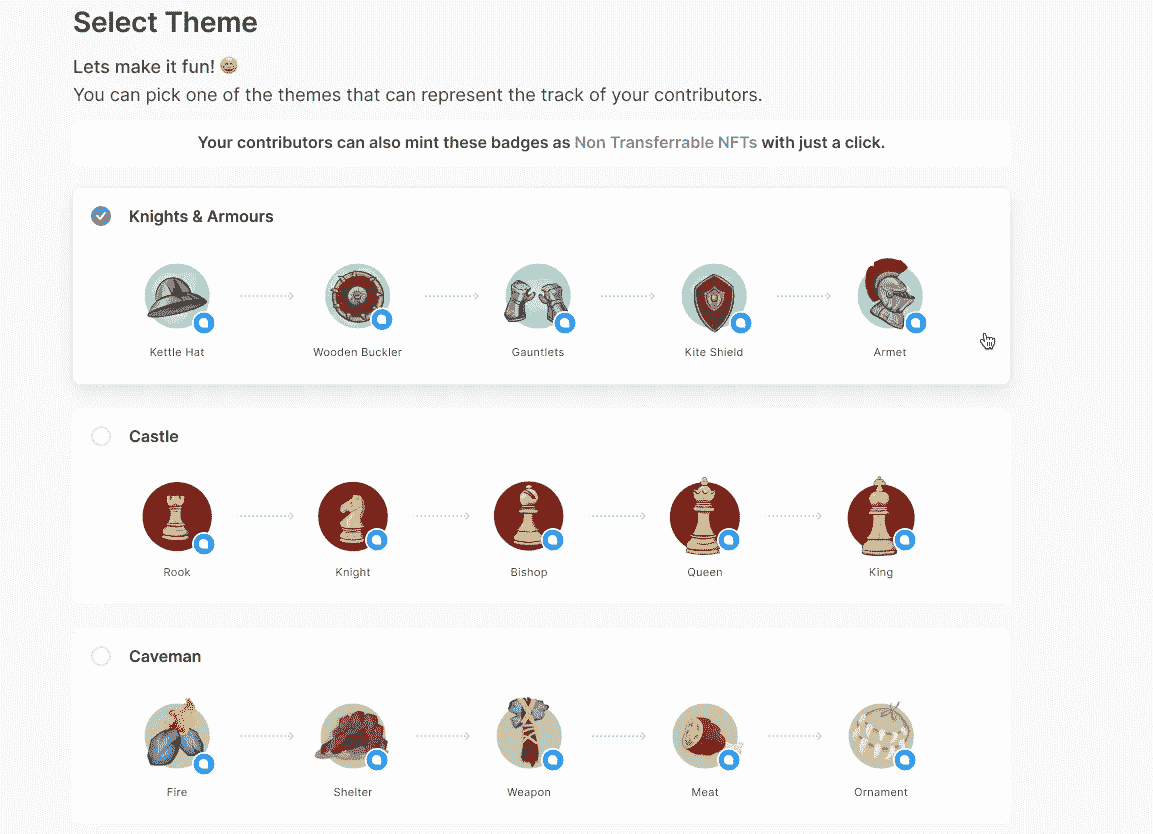 Select Theme
Lets make it fun! 😀
You can pick one of the themes that can represent the track of your contributors.
Your contributors can also mint these badges as Non Transferrable NFTs with just a click.
Knights & Armours
Kettle Hat
Wooden Buckler
Gauntlets
Kite Shield
Armet
Castle
Rook
Knight
Bishop
Queen
King
Caveman
Fire
Shelter
Weapon
Meat
Ornament